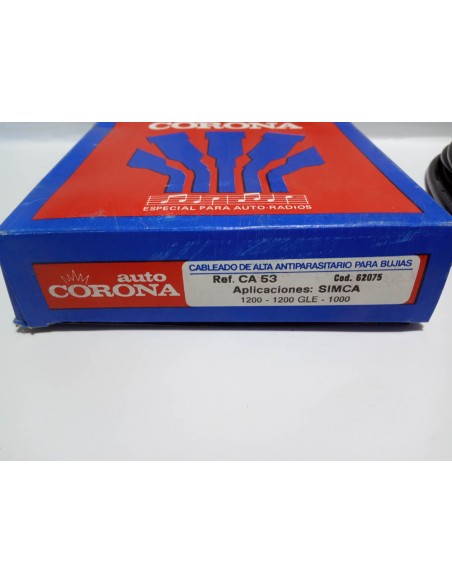 CORONA
ESPECIAL PARA AUTO-RADIOS
auto
CORONA
CABLEADO DE ALTA ANTIPARASITARIO PARA BUJIAS
Ref. CA 53 Cod. 62075
Aplicaciones: SIMCA
1200 - 1200 GLE - 1000